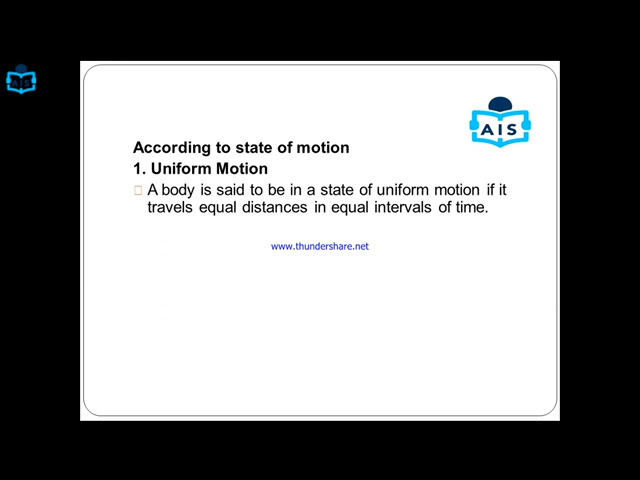 AIS
AIS
According to state of motion
1. Uniform Motion
A body is said to be in a state of uniform motion if it
travels equal distances in equal intervals of time.
www.thundershare.net